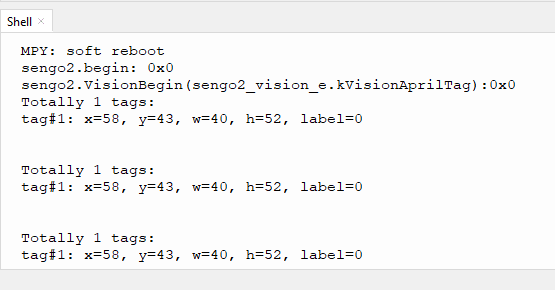 Shell ×
MPY: soft reboot
sengo2.begin: 0x0
sengo2.VisionBegin(sengo2_vision_e.kVisionAprilTag):0x0
Totally 1 tags:
tag#1: x=58, y=43, w=40, h=52, label=0
Totally 1 tags:
tag#1: x=58, y=43, w=40, h=52, label=0
Totally 1 tags:
tag#1: x=58, y=43, w=40, h=52, label=0